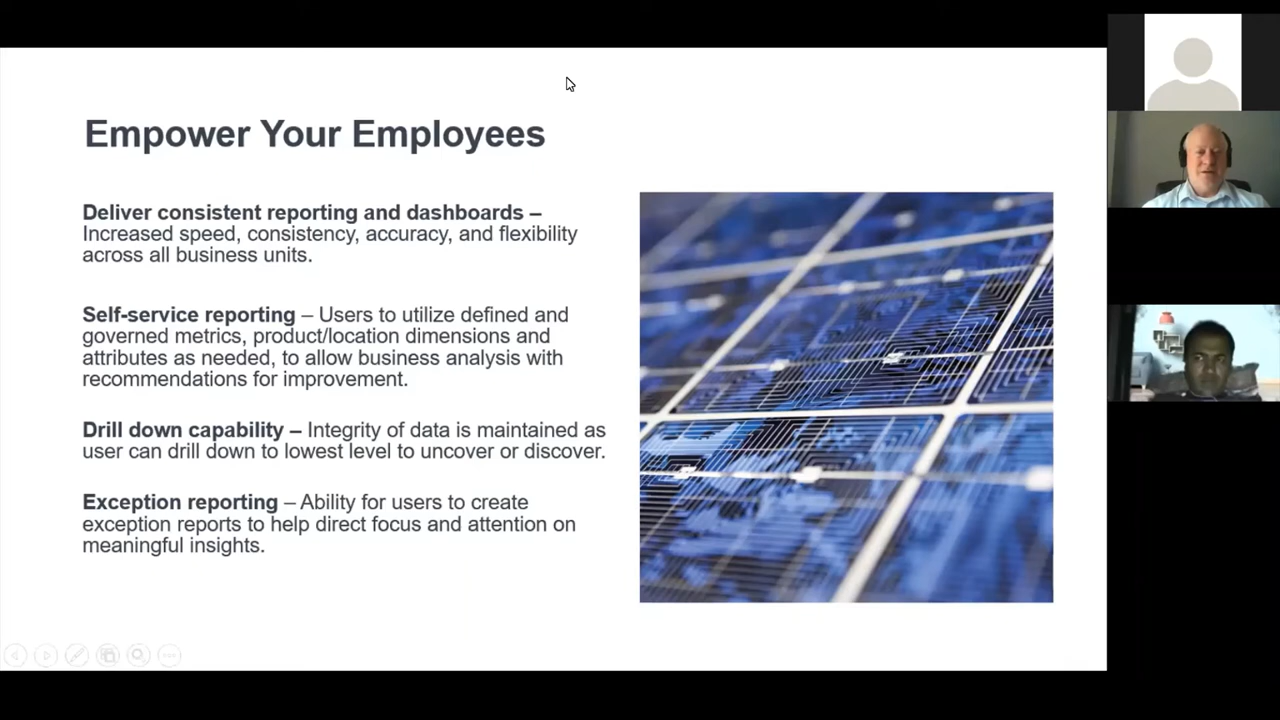 Empower Your Employees
Deliver consistent reporting and dashboards –
Increased speed, consistency, accuracy, and flexibility
across all business units.
Self-service reporting – Users to utilize defined and
governed metrics, product/location dimensions and
attributes as needed, to allow business analysis with
recommendations for improvement.
Drill down capability – Integrity of data is maintained as
user can drill down to lowest level to uncover or discover.
Exception reporting – Ability for users to create
exception reports to help direct focus and attention on
meaningful insights.